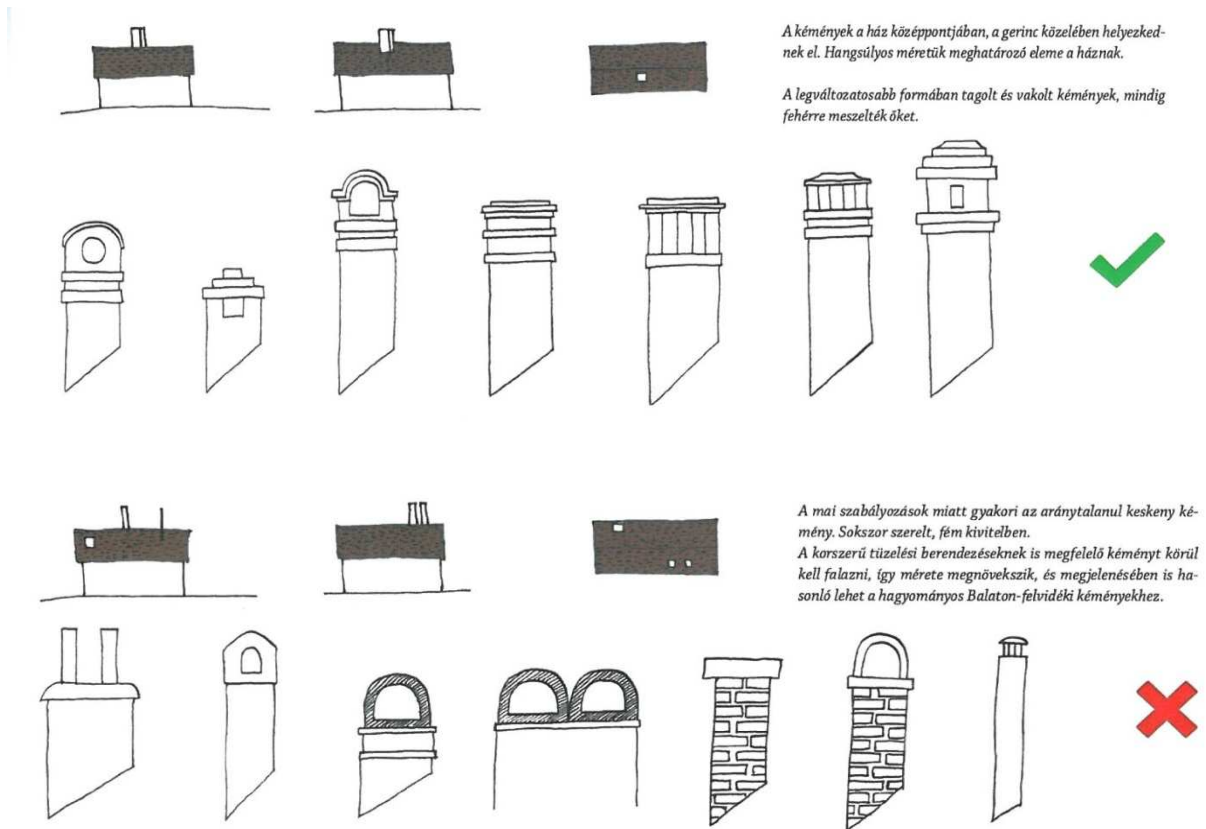 A kémények a ház középpontjában, a gerinc közelében helyezked-
nek el. Hangsúlyos méretük meghatározó eleme a háznak.
A legváltozatosabb formában tagolt és vakolt kémények, mindig
fehérre meszelték őket.
A mai szabályozások miatt gyakori az aránytalanul keskeny ké-
mény. Sokszor szerelt, fém kivitelben.
A korszerű tüzelési berendezéseknek is megfelelő kéményt körül
kell falazni, így mérete megnövekszik, és megjelenésében is ha-
sonló lehet a hagyományos Balaton-felvidéki kéményekhez.